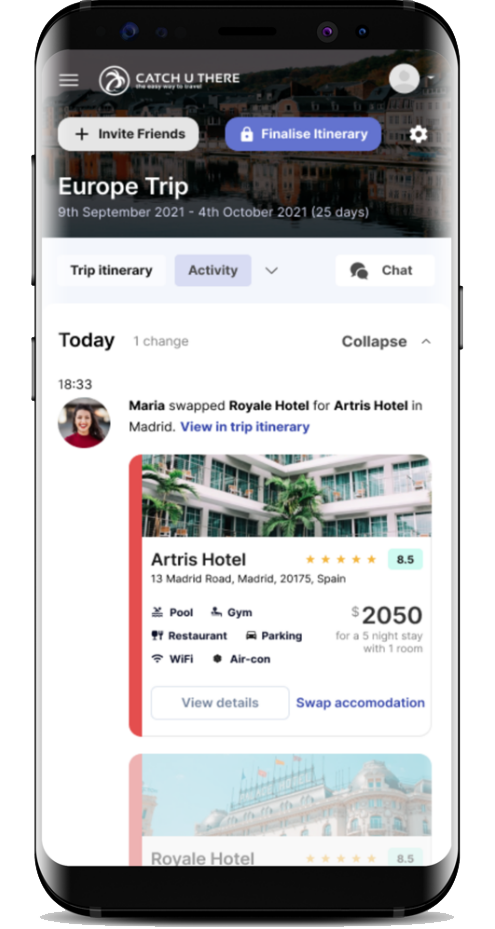 CATCH U THERE
the easy way to travel
+ Invite Friends
Finalise Itinerary
Europe Trip
9th September 2021 - 4th October 2021 (25 days)
Trip itinerary
Activity
Chat
Today
1 change
Collapse
18:33
Maria swapped Royale Hotel for Artris Hotel in
Madrid. View in trip itinerary
Artris Hotel
8.5
13 Madrid Road, Madrid, 20175, Spain
Pool
Gym
$2050
Restaurant
Parking
for a 5 night stay
with 1 room
WiFi
Air-con
View details
Swap accomodation
Royale Hotel
8.5